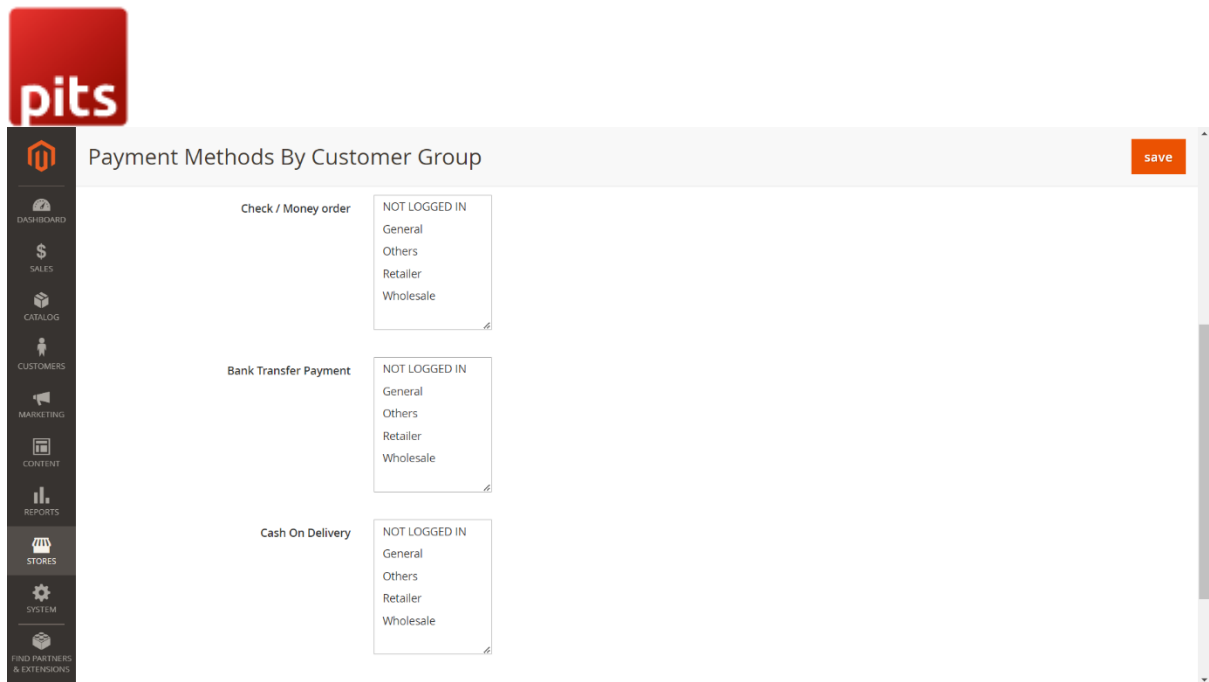 pits
Payment Methods By Customer Group
save
DASHBOARD
SALES
CATALOG
CUSTOMERS
MARKETING
CONTENT
REPORTS
STORES
SYSTEM
FIND PARTNERS
& EXTENSIONS
Check / Money order
NOT LOGGED IN
General
Others
Retailer
Wholesale
Bank Transfer Payment
NOT LOGGED IN
General
Others
Retailer
Wholesale
Cash On Delivery
NOT LOGGED IN
General
Others
Retailer
Wholesale